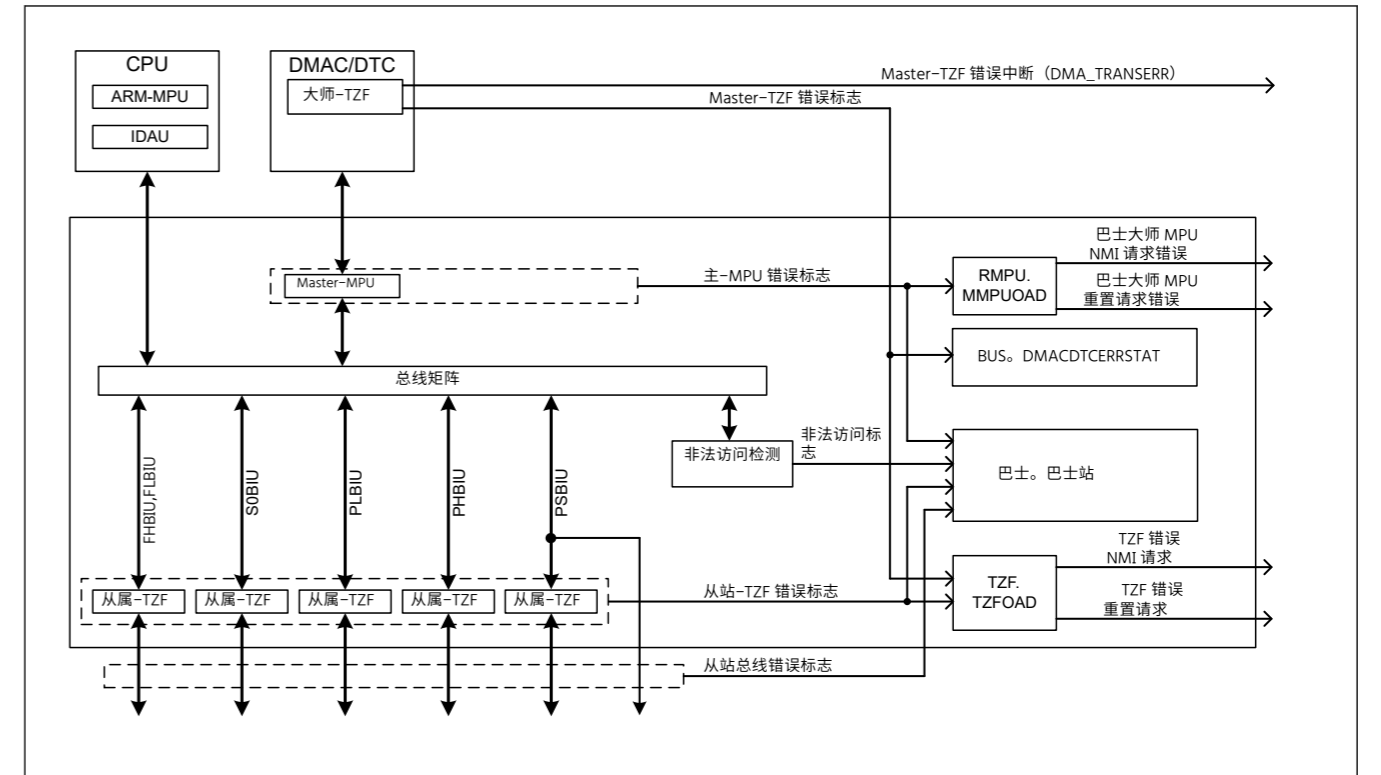 CPU
ARM-MPU
IDAU
DMAC/DTC
大师-TZF
Master-TZF 错误中断（DMA_TRANSERR）
Master-TZF 错误标志
Master-MPU
主-MPU 错误标志
RMPU.
MMPUOAD
巴士大师 MPU
NMI 请求错误
巴士大师 MPU
重置请求错误
BUS。DMACDTCERRSTAT
总线矩阵
非法访问检测
非法访问标
志
巴士。巴士站
FHBIU,FLBIU
S0BIU
PLBIU
PHBIU
PSBIU
从属-TZF
从属-TZF
从属-TZF
从属-TZF
从属-TZF
从站-TZF 错误标志
TZF.
TZFOAD
TZF 错误
NMI 请求
TZF 错误
重置请求
从站总线错误标志